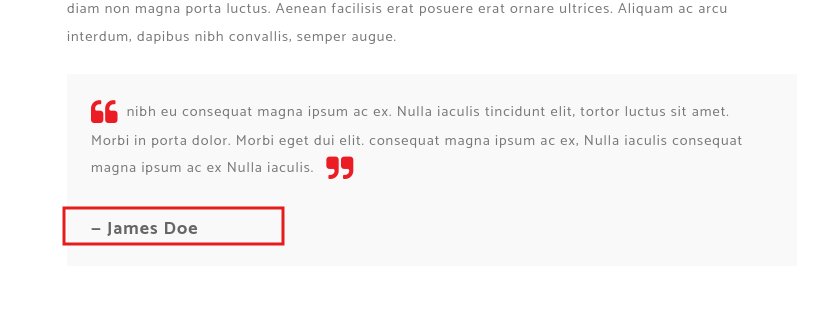 diam non magna porta luctus. Aenean facilisis erat posuere erat ornare ultrices. Aliquam ac arcu
interdum, dapibus nibh convallis, semper augue.
“ nibh eu consequat magna ipsum ac ex. Nulla iaculis tincidunt elit, tortor luctus sit amet.
Morbi in porta dolor. Morbi eget dui elit. consequat magna ipsum ac ex, Nulla iaculis consequat
magna ipsum ac ex Nulla iaculis. ”
– James Doe